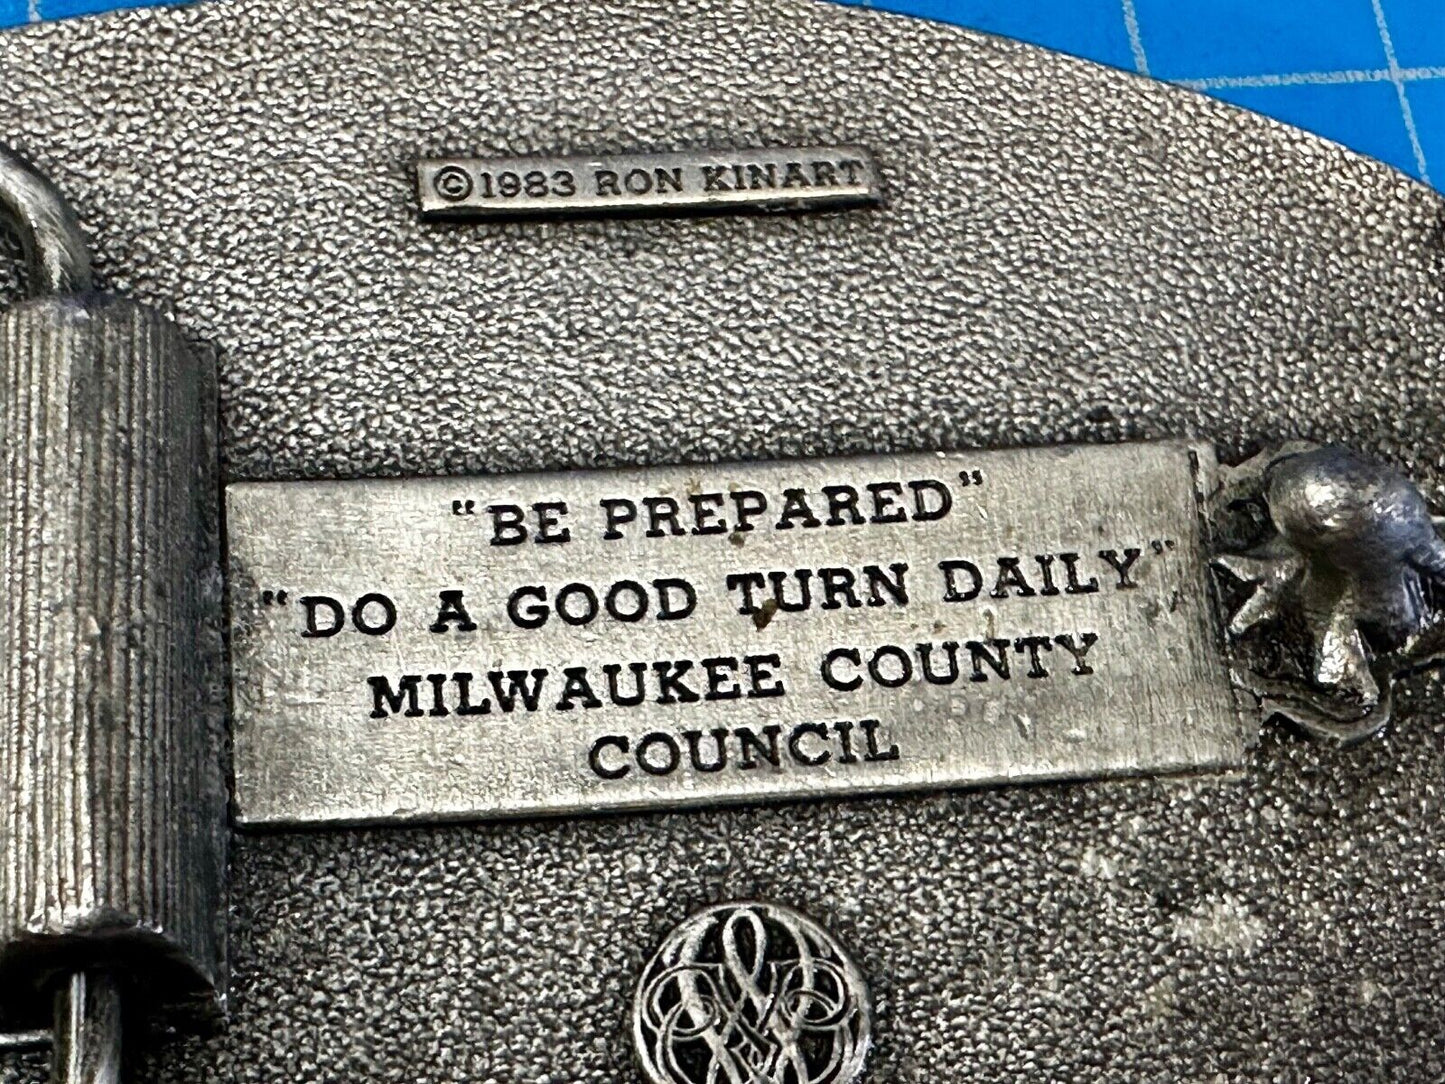 ©1983 RON KINART
"BE PREPARED"
"DO A GOOD TURN DAILY"
MILWAUKEE COUNTY
COUNCIL